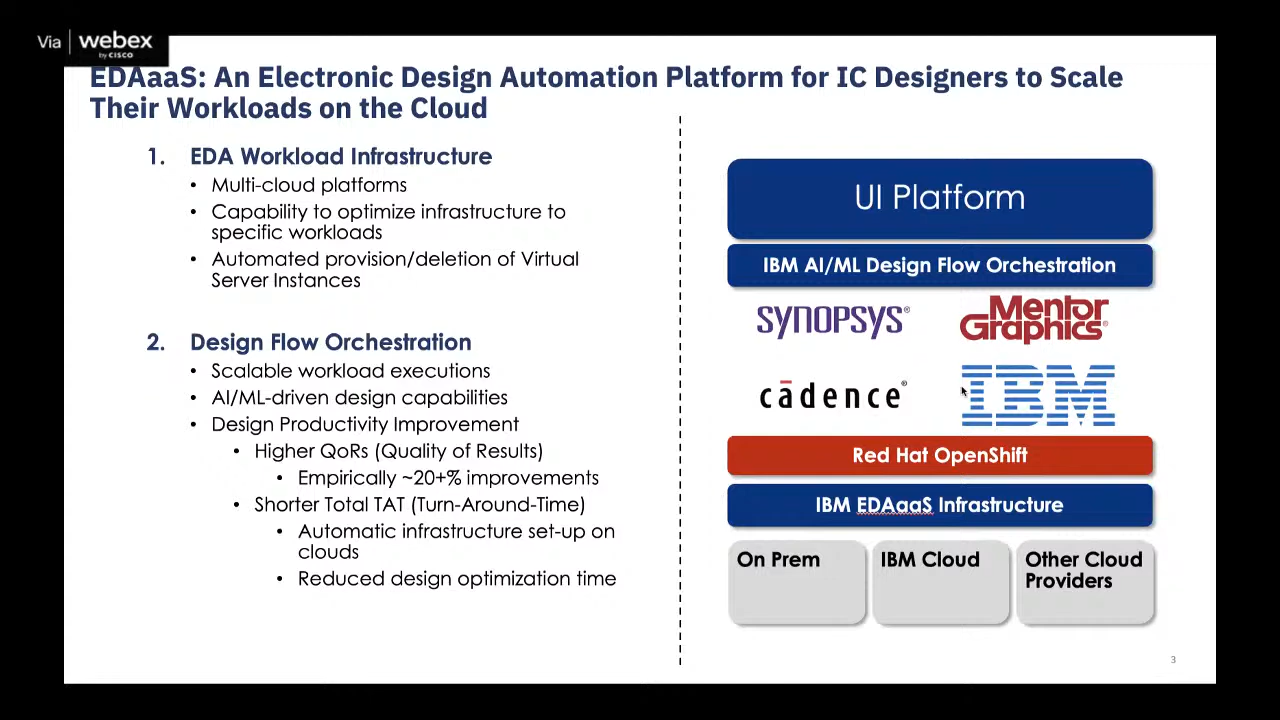 Via webex
by CISCO
EDAaaS: An Electronic Design Automation Platform for IC Designers to Scale
Their Workloads on the Cloud
1. EDA Workload Infrastructure
• Multi-cloud platforms
• Capability to optimize infrastructure to
specific workloads
• Automated provision/deletion of Virtual
Server Instances
2. Design Flow Orchestration
• Scalable workload executions
• AI/ML-driven design capabilities
• Design Productivity Improvement
• Higher QoRs (Quality of Results)
• Empirically ~20+% improvements
• Shorter Total TAT (Turn-Around-Time)
• Automatic infrastructure set-up on
clouds
• Reduced design optimization time
UI Platform
IBM AI/ML Design Flow Orchestration
SYNOPSYS®
Mentor
Graphics®
cādence®
IBM
Red Hat OpenShift
IBM EDAaaS Infrastructure
On Prem
IBM Cloud
Other Cloud
Providers
3